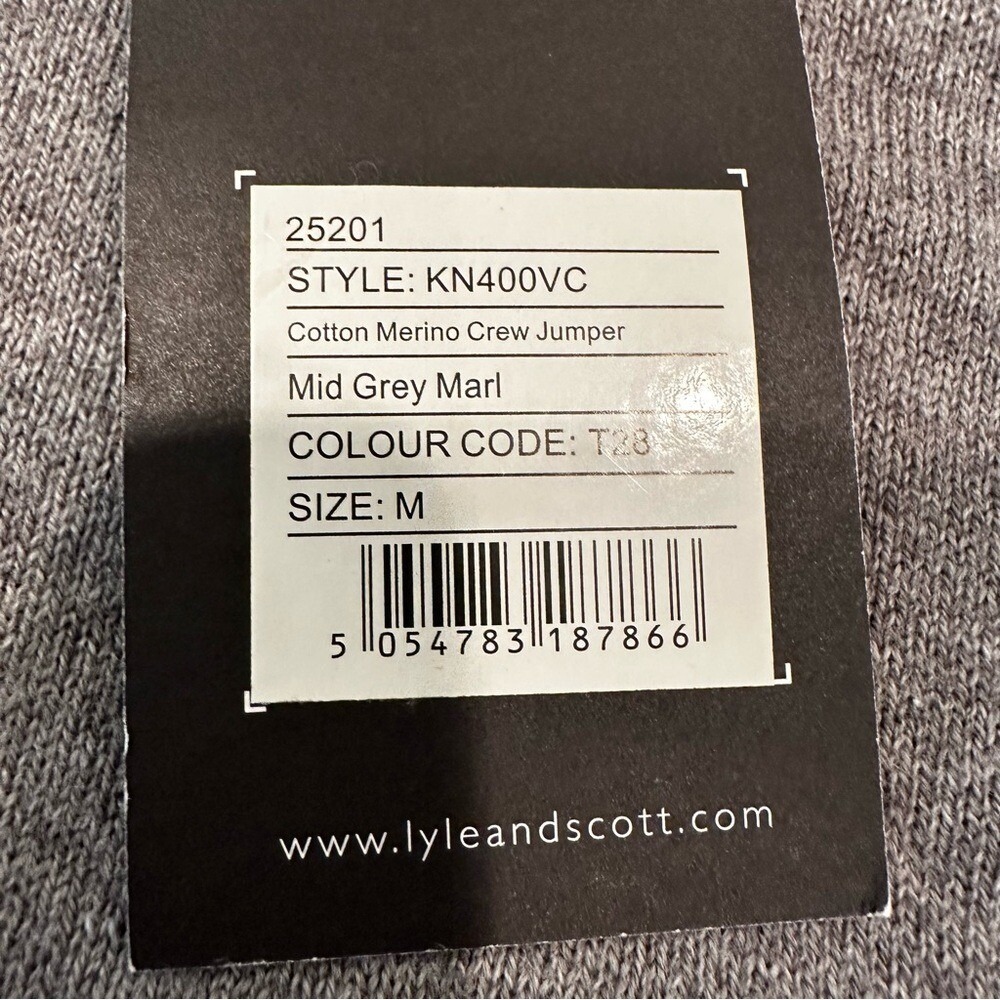 25201
STYLE: KN400VC
Cotton Merino Crew Jumper
Mid Grey Marl
COLOUR CODE: T28
SIZE: M
5 054783 187866
www.lyleandscott.com